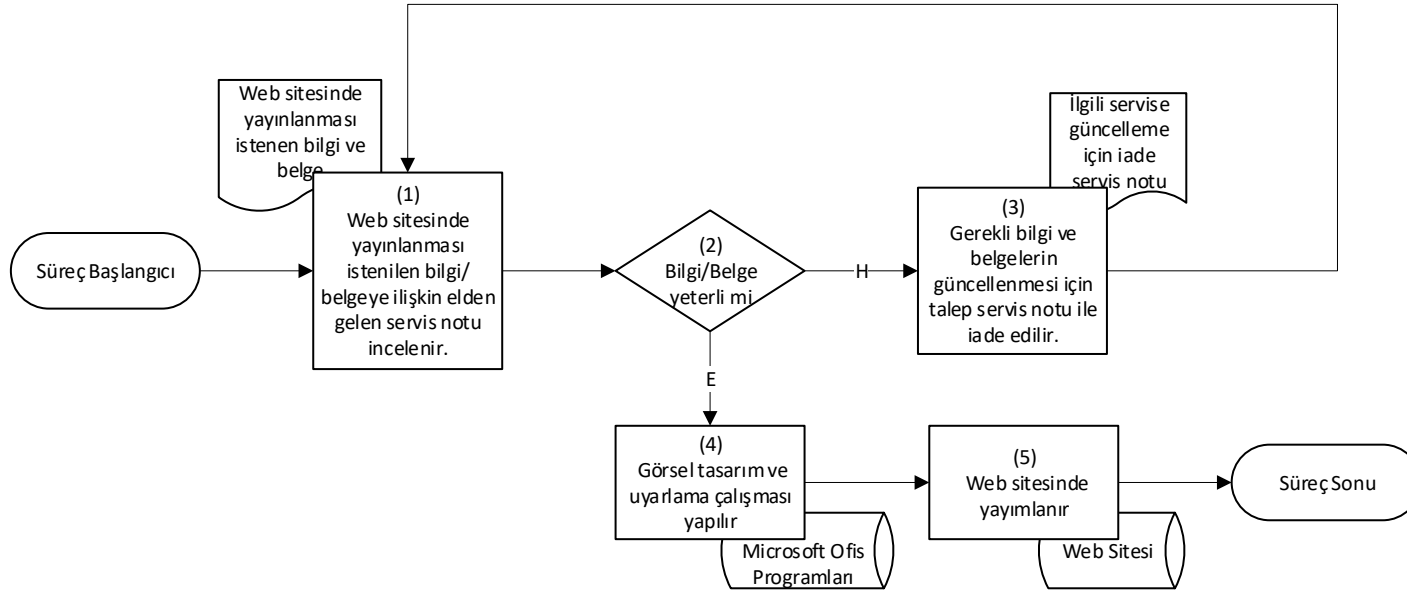 Web sitesinde
yayınlanması
istenen bilgi ve
belge
İlgili servise
güncelleme
için iade
servis notu
Süreç Başlangıcı
(1)
Web sitesinde
yayınlanması
istenilen bilgi/
belgeye ilişkin elden
gelen servis notu
incelenir.
(2)
Bilgi/Belge
yeterli mi
H
(3)
Gerekli bilgi ve
belgelerin
güncellenmesi için
talep servis notu ile
iade edilir.
E
(4)
Görsel tasarım ve
uyarlama çalışması
yapılır
Microsoft Ofis
Programları
(5)
Web sitesinde
yayımlanır
Web Sitesi
Süreç Sonu